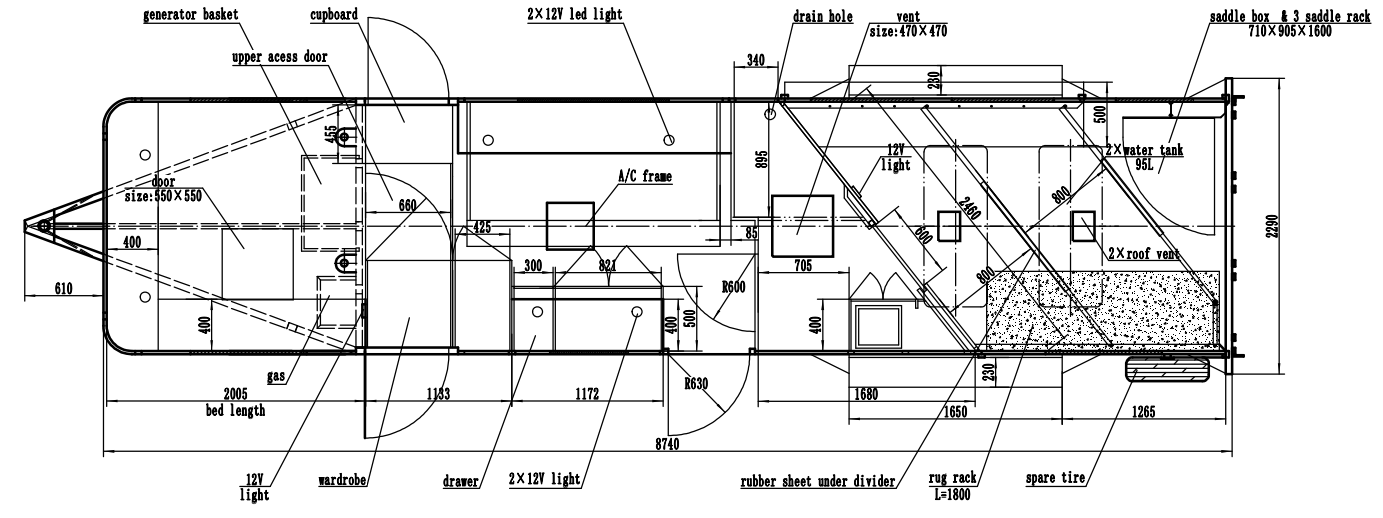 generator basket
cupboard
2×12V led light
drain hole
vent
size:470×470
saddle box & 3 saddle rack
710×905×1600
upper acess door
340
230
500
455
895
12V
light
2×water tank
95L
door
size:550×550
A/C frame
800
660
2460
425
600
85
2290
400
2×roof vent
300
821
705
800
610
R600
400
400
500
400
gas
230
R630
2005
bed length
1133
1172
1680
1650
1265
8740
12V
light
wardrobe
drawer
2×12V light
rubber sheet under divider
rug rack
L=1800
spare tire